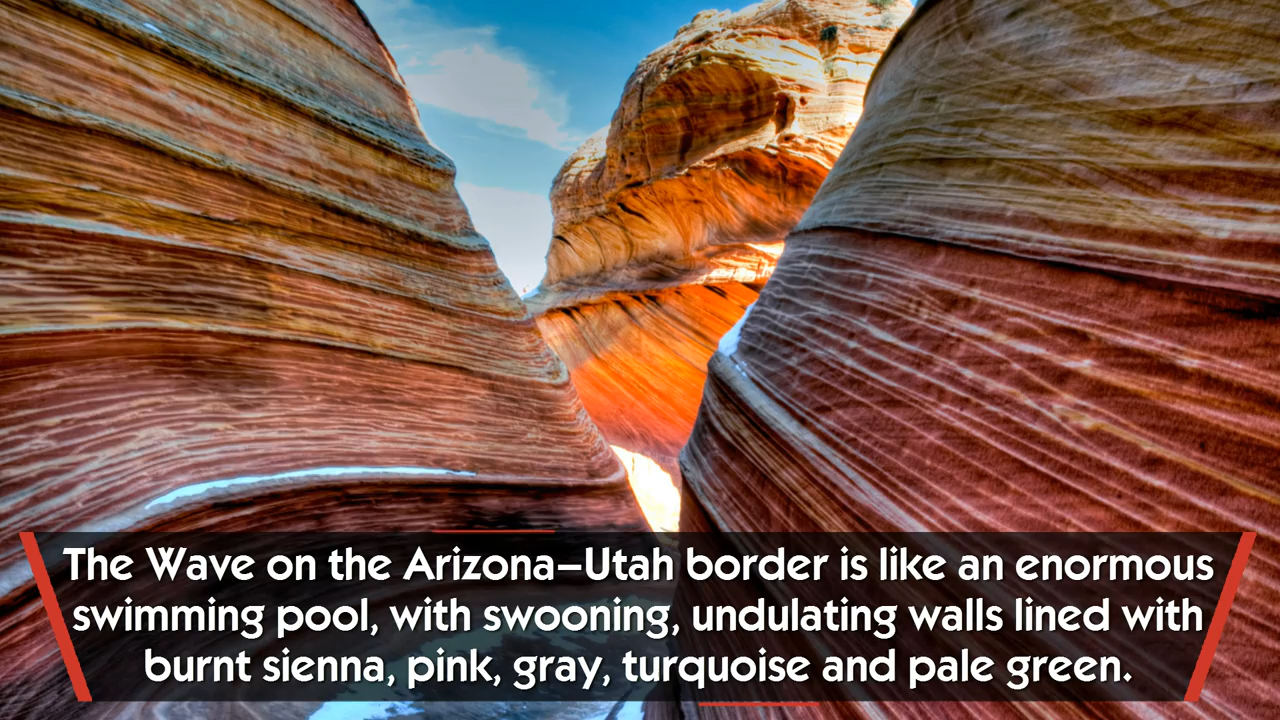 The Wave on the Arizona–Utah border is like an enormous
swimming pool, with swooning, undulating walls lined with
burnt sienna, pink, gray, turquoise and pale green.